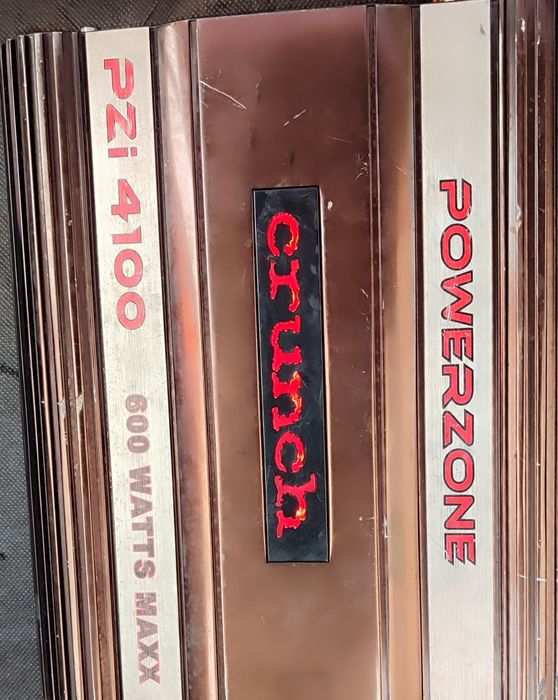 POWERZONE
crunch
PZi 4100
600 WATTS MAXX